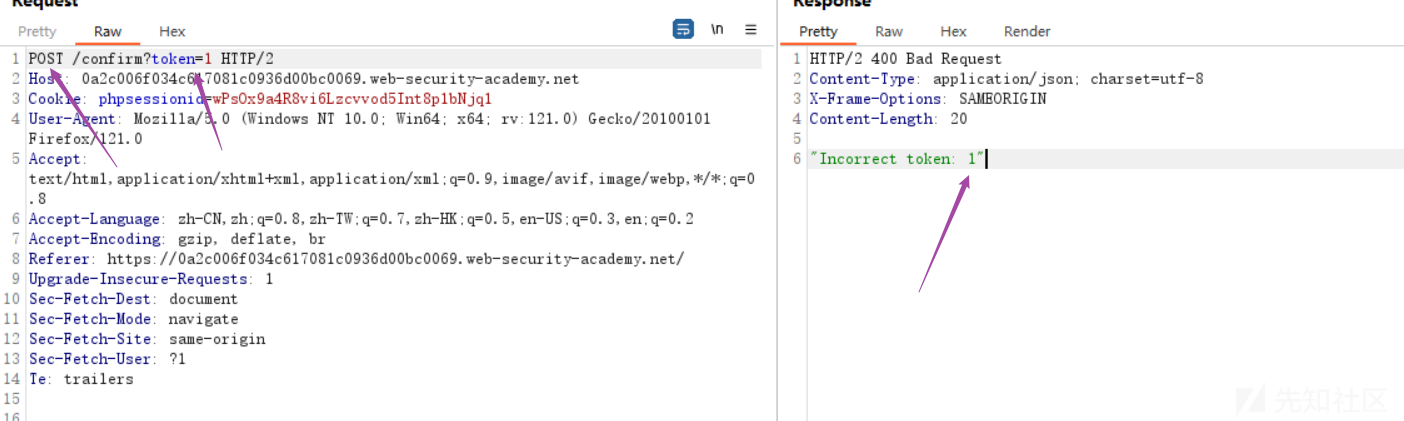 Request
Pretty Raw Hex \n
1 POST /confirm?token=1 HTTP/2
2 Host: 0a2c006f034c617081c0936d00bc0069.web-security-academy.net
3 Cookie: phpsessionid=wPsOx9a4R8vi6Lzcvvod5Int8p1bNjq1
4 User-Agent: Mozilla/5.0 (Windows NT 10.0; Win64; x64; rv:121.0) Gecko/20100101
Firefox/121.0
5 Accept:
text/html,application/xhtml+xml,application/xml;q=0.9,image/avif,image/webp,*/*;q=0
.8
6 Accept-Language: zh-CN,zh;q=0.8,zh-TW;q=0.7,zh-HK;q=0.5,en-US;q=0.3,en;q=0.2
7 Accept-Encoding: gzip, deflate, br
8 Referer: https://0a2c006f034c617081c0936d00bc0069.web-security-academy.net/
9 Upgrade-Insecure-Requests: 1
10 Sec-Fetch-Dest: document
11 Sec-Fetch-Mode: navigate
12 Sec-Fetch-Site: same-origin
13 Sec-Fetch-User: ?1
14 Te: trailers
15
16
Response
Pretty Raw Hex Render
1 HTTP/2 400 Bad Request
2 Content-Type: application/json; charset=utf-8
3 X-Frame-Options: SAMEORIGIN
4 Content-Length: 20
5
6 "Incorrect token: 1"
先知社区